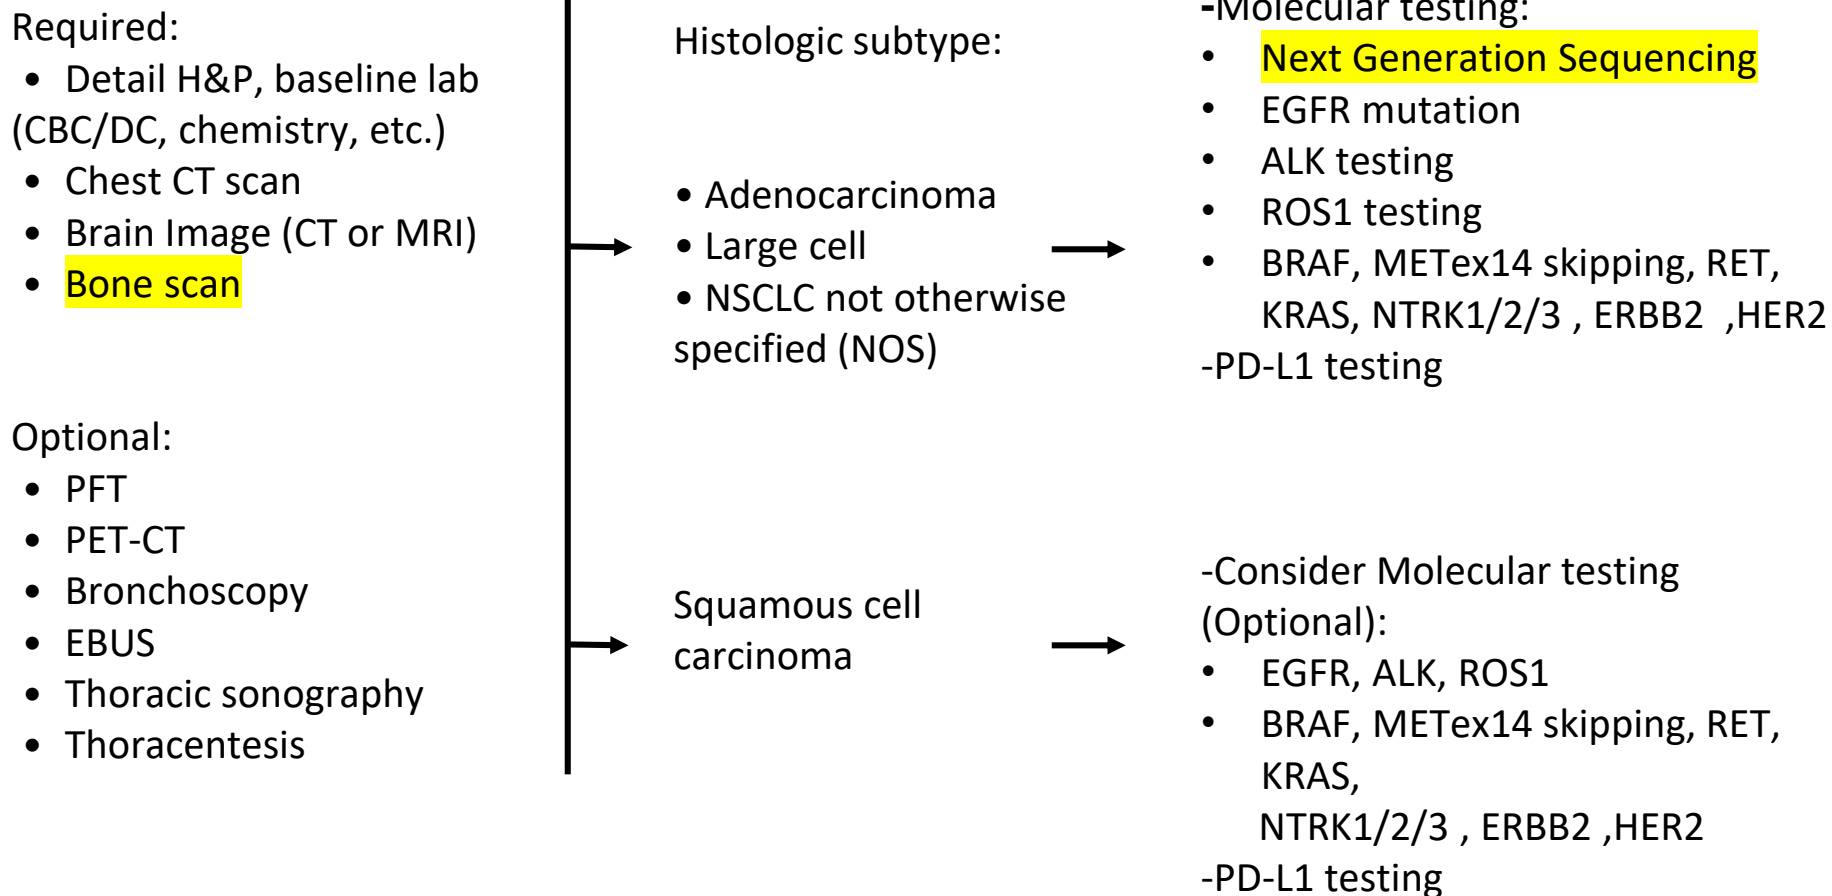 Required:
• Detail H&P, baseline lab
(CBC/DC, chemistry, etc.)
• Chest CT scan
• Brain Image (CT or MRI)
• Bone scan
Optional:
• PFT
• PET-CT
• Bronchoscopy
• EBUS
• Thoracic sonography
• Thoracentesis
Histologic subtype:
• Adenocarcinoma
• Large cell
• NSCLC not otherwise
specified (NOS)
Squamous cell
carcinoma
-Molecular testing:
• Next Generation Sequencing
• EGFR mutation
• ALK testing
• ROS1 testing
• BRAF, METex14 skipping, RET,
KRAS, NTRK1/2/3 , ERBB2 ,HER2
-PD-L1 testing
-Consider Molecular testing
(Optional):
• EGFR, ALK, ROS1
• BRAF, METex14 skipping, RET,
KRAS,
NTRK1/2/3 , ERBB2 ,HER2
-PD-L1 testing